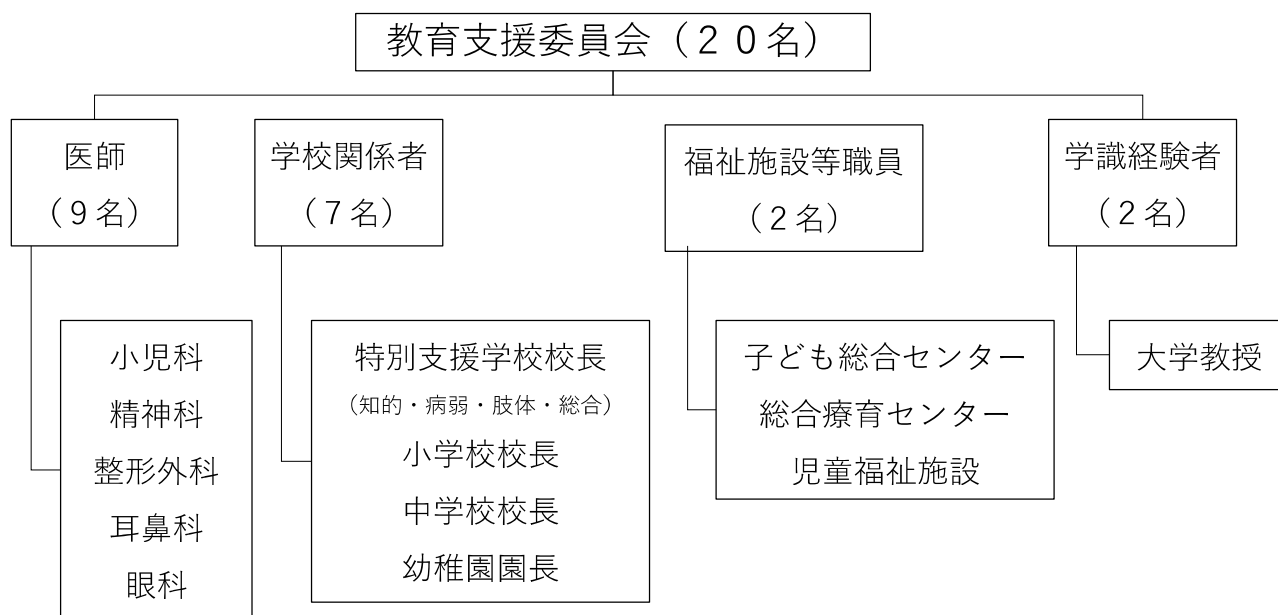 教育支援委員会（２０名）
医師
（９名）
学校関係者
（７名）
福祉施設等職員
（２名）
学識経験者
（２名）
小児科
精神科
整形外科
耳鼻科
眼科
特別支援学校校長
（知的・病弱・肢体・総合）
小学校校長
中学校校長
幼稚園園長
子ども総合センター
総合療育センター
児童福祉施設
大学教授